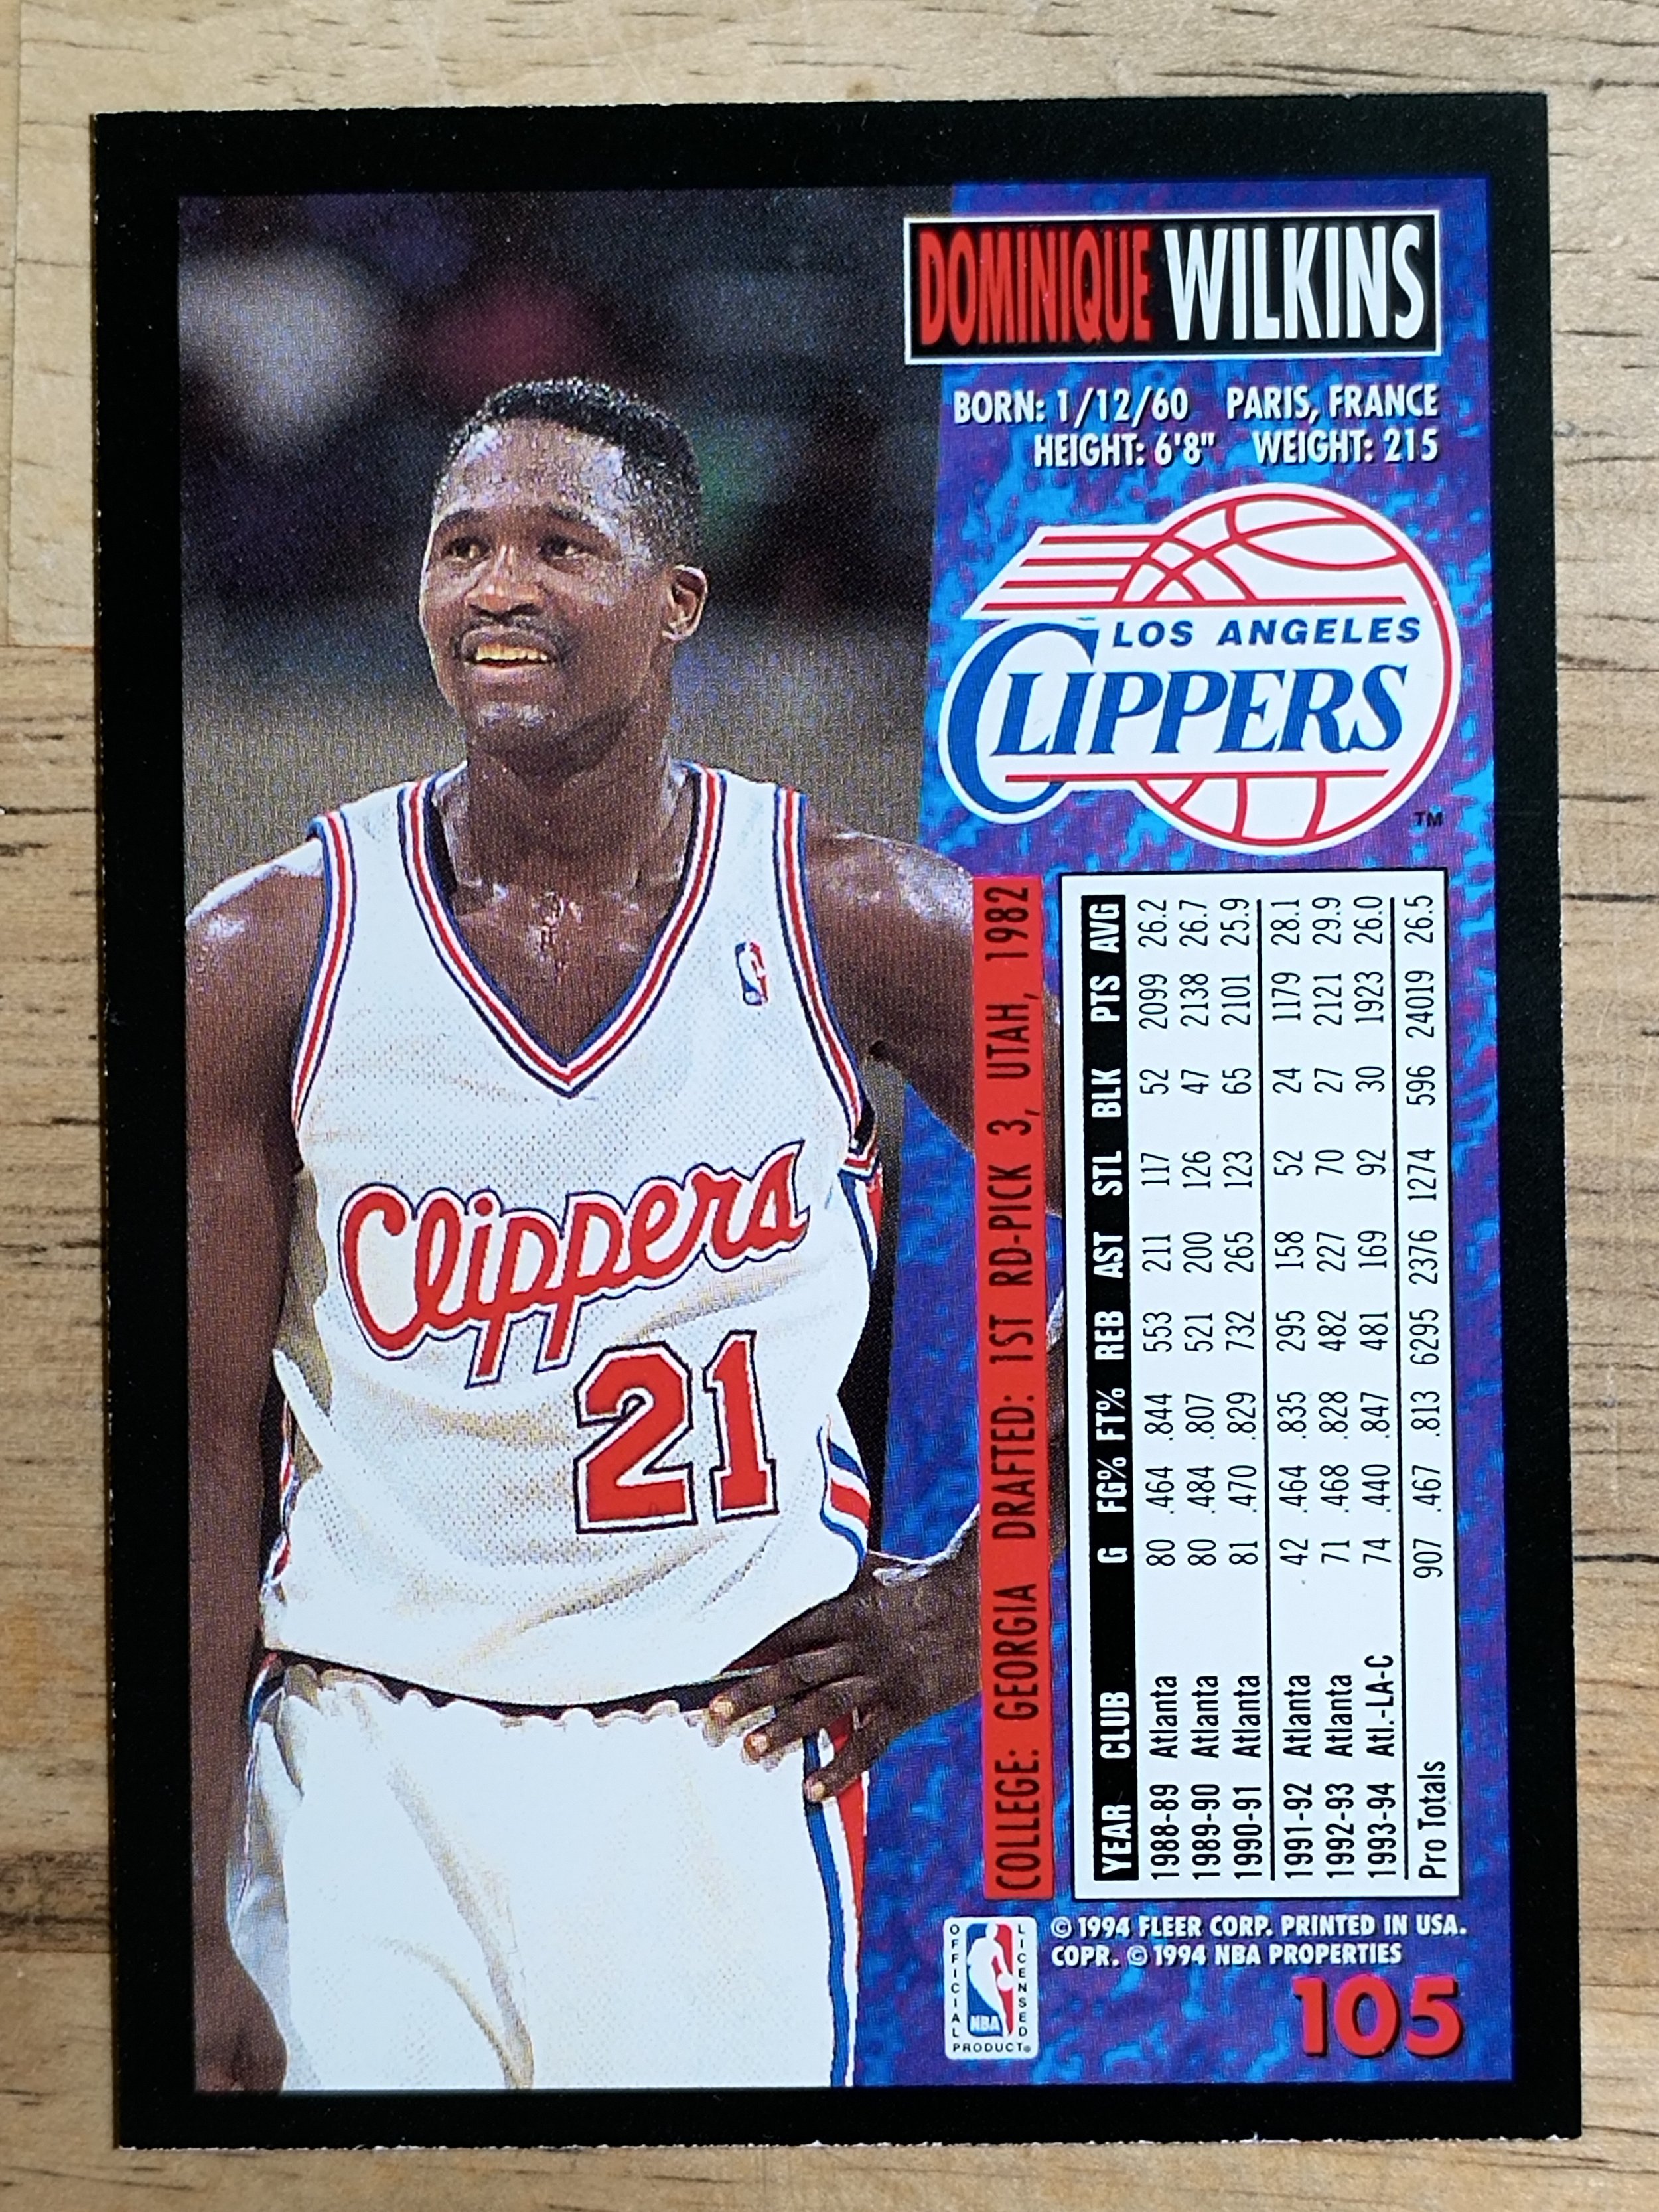 DOMINIQUE WILKINS
BORN: 1/12/60 PARIS, FRANCE
HEIGHT: 6'8" WEIGHT: 215
LOS ANGELES
CLIPPERS
TM
Clippers
21
COLLEGE: GEORGIA DRAFTED: 1ST RD-PICK 3, UTAH, 1982
YEAR CLUB G FG% FT% REB AST STL BLK PTS AVG
1988-89 Atlanta 80 .464 .844 553 211 117 52 2099 26.2
1989-90 Atlanta 80 .484 .807 521 200 126 47 2138 26.7
1990-91 Atlanta 81 .470 .829 732 265 123 65 2101 25.9
1991-92 Atlanta 42 .464 .835 295 158 52 24 1179 28.1
1992-93 Atlanta 71 .468 .828 482 227 70 27 2121 29.9
1993-94 Atl.-LA-C 74 .440 .847 481 169 92 30 1923 26.0
Pro Totals 907 .467 .813 6295 2376 1274 596 24019 26.5
OFFICIAL LICENSED
NBA
PRODUCT®
© 1994 FLEER CORP. PRINTED IN USA.
COPR. © 1994 NBA PROPERTIES
105